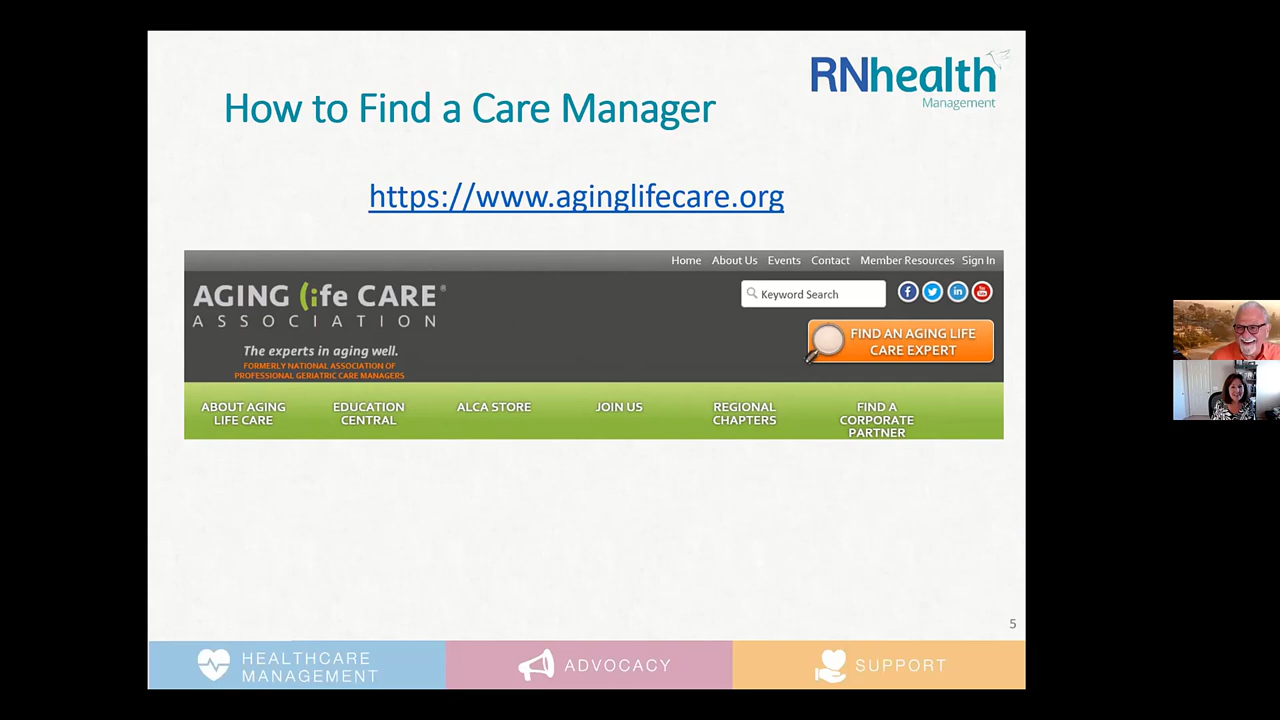 RNhealth
Management
How to Find a Care Manager
https://www.aginglifecare.org
Home About Us Events Contact Member Resources Sign In
AGING life CARE®
ASSOCIATION
Keyword Search
The experts in aging well.
FORMERLY NATIONAL ASSOCIATION OF
PROFESSIONAL GERIATRIC CARE MANAGERS
FIND AN AGING LIFE
CARE EXPERT
ABOUT AGING
LIFE CARE
EDUCATION
CENTRAL
ALCA STORE
JOIN US
REGIONAL
CHAPTERS
FIND A
CORPORATE
PARTNER
5
HEALTHCARE
MANAGEMENT
ADVOCACY
SUPPORT